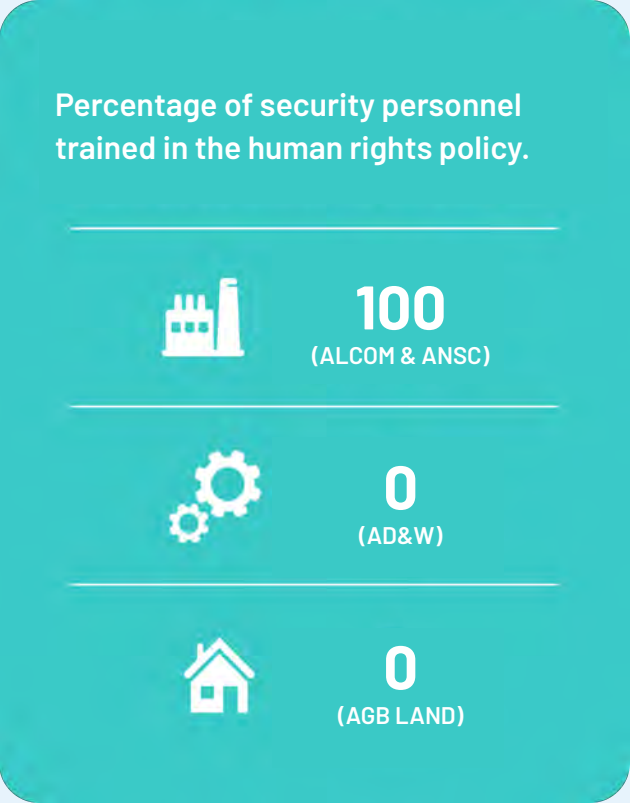 Percentage of security personnel
trained in the human rights policy.
100
(ALCOM & ANSC)
0
(AD&W)
0
(AGB LAND)